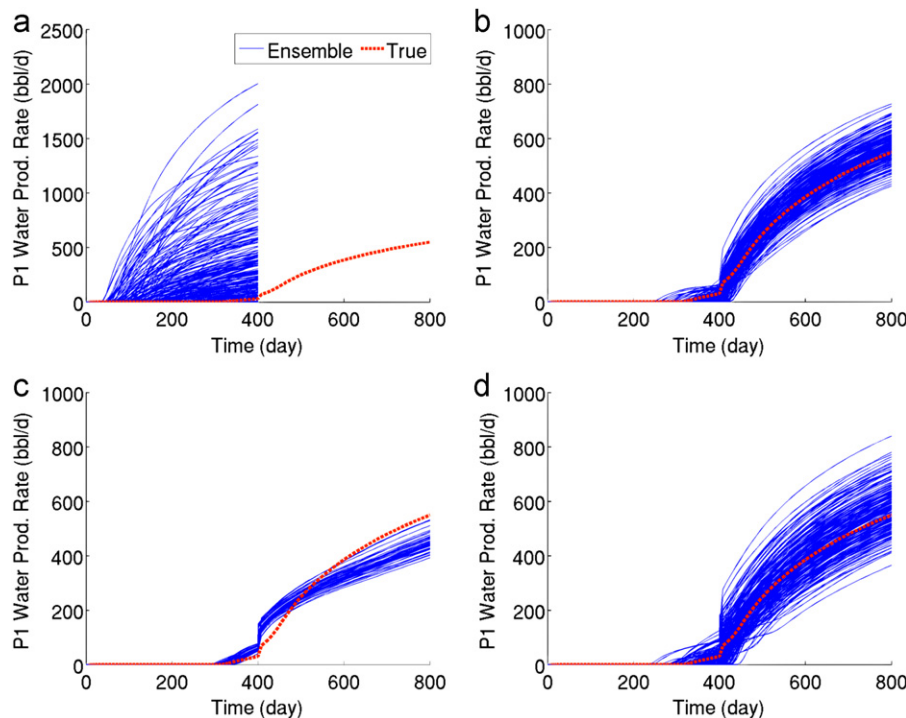 a
P1 Water Prod. Rate (bbl/d)
2500
2000
1500
1000
500
0
Ensemble True
0 200 400 600 800
Time (day)
b
P1 Water Prod. Rate (bbl/d)
1000
800
600
400
200
0
0 200 400 600 800
Time (day)
c
P1 Water Prod. Rate (bbl/d)
1000
800
600
400
200
0
0 200 400 600 800
Time (day)
d
P1 Water Prod. Rate (bbl/d)
1000
800
600
400
200
0
0 200 400 600 800
Time (day)